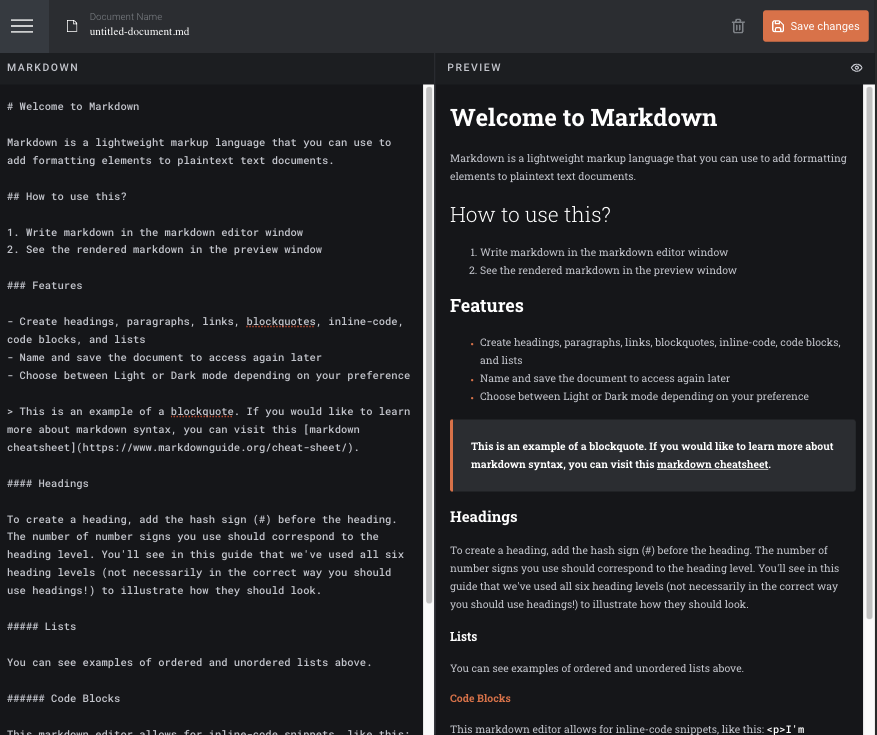 Document Name
untitled-document.md
Save changes
MARKDOWN
# Welcome to Markdown
Markdown is a lightweight markup language that you can use to
add formatting elements to plaintext text documents.
## How to use this?
1. Write markdown in the markdown editor window
2. See the rendered markdown in the preview window
### Features
- Create headings, paragraphs, links, blockquotes, inline-code,
code blocks, and lists
- Name and save the document to access again later
- Choose between Light or Dark mode depending on your preference
> This is an example of a blockquote. If you would like to learn
more about markdown syntax, you can visit this [markdown
cheatsheet](https://www.markdownguide.org/cheat-sheet/).
#### Headings
To create a heading, add the hash sign (#) before the heading.
The number of number signs you use should correspond to the
heading level. You'll see in this guide that we've used all six
heading levels (not necessarily in the correct way you should
use headings!) to illustrate how they should look.
##### Lists
You can see examples of ordered and unordered lists above.
###### Code Blocks
This markdown editor allows for inline-code snippets, like this:
PREVIEW
Welcome to Markdown
Markdown is a lightweight markup language that you can use to add formatting
elements to plaintext text documents.
How to use this?
1. Write markdown in the markdown editor window
2. See the rendered markdown in the preview window
Features
• Create headings, paragraphs, links, blockquotes, inline-code, code blocks,
and lists
• Name and save the document to access again later
• Choose between Light or Dark mode depending on your preference
This is an example of a blockquote. If you would like to learn more about
markdown syntax, you can visit this markdown cheatsheet.
Headings
To create a heading, add the hash sign (#) before the heading. The number of
number signs you use should correspond to the heading level. You'll see in this
guide that we've used all six heading levels (not necessarily in the correct way
you should use headings!) to illustrate how they should look.
Lists
You can see examples of ordered and unordered lists above.
Code Blocks
This markdown editor allows for inline-code snippets, like this: <p>I'm